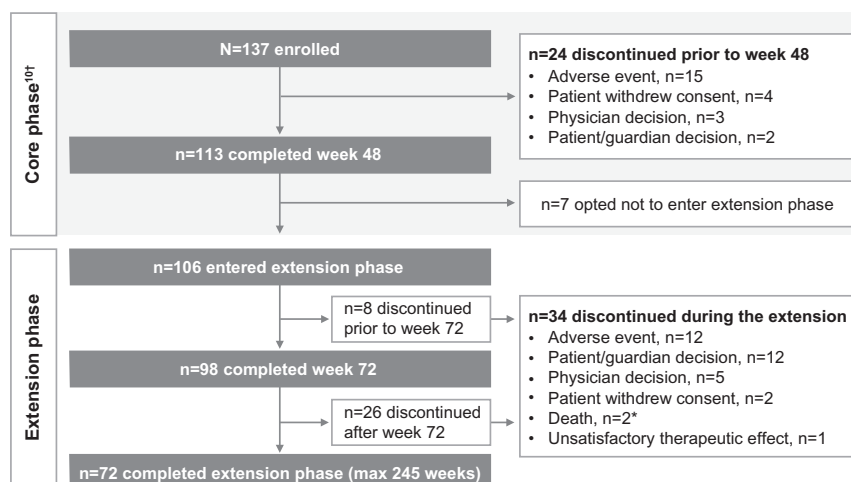 Core phase¹⁰†
N=137 enrolled
n=24 discontinued prior to week 48
• Adverse event, n=15
• Patient withdrew consent, n=4
• Physician decision, n=3
• Patient/guardian decision, n=2
n=113 completed week 48
n=7 opted not to enter extension phase
Extension phase
n=106 entered extension phase
n=8 discontinued
prior to week 72
n=34 discontinued during the extension
• Adverse event, n=12
• Patient/guardian decision, n=12
• Physician decision, n=5
• Patient withdrew consent, n=2
• Death, n=2*
• Unsatisfactory therapeutic effect, n=1
n=98 completed week 72
n=26 discontinued
after week 72
n=72 completed extension phase (max 245 weeks)